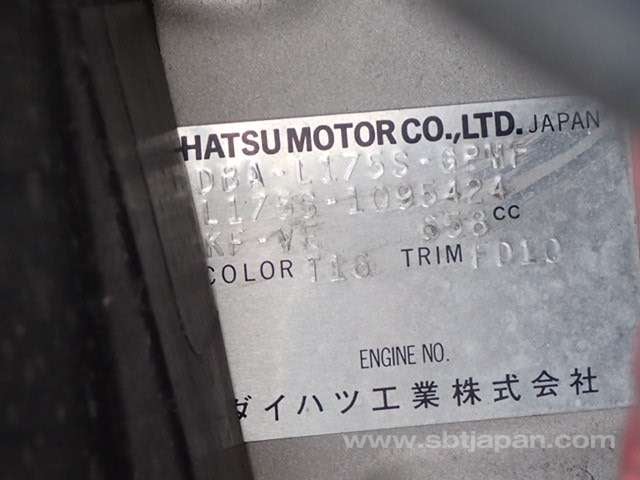 HATSU MOTOR CO.,LTD. JAPAN
DBA-L175S-GPMF
L175S-1095424
KF-VE 658 CC
COLOR T16 TRIM FD10
ENGINE NO.
ダイハツ工業株式会社
www.sbtjapan.com